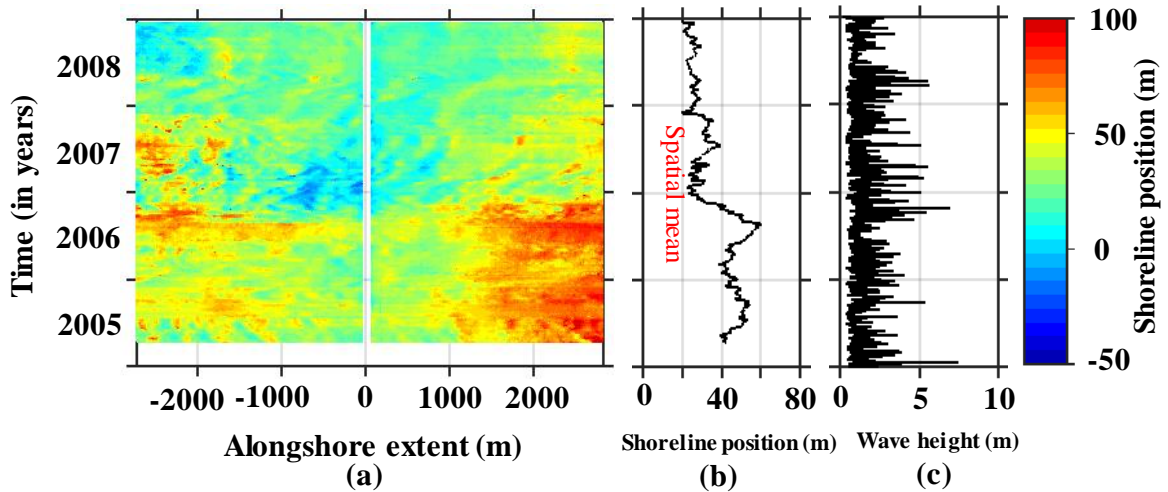 Time (in years)
2008
2007
2006
2005
-2000 -1000 0 1000 2000
Alongshore extent (m)
(a)
Spatial mean
0 40 80
Shoreline position (m)
(b)
0 5 10
Wave height (m)
(c)
100
50
0
-50
Shoreline position (m)